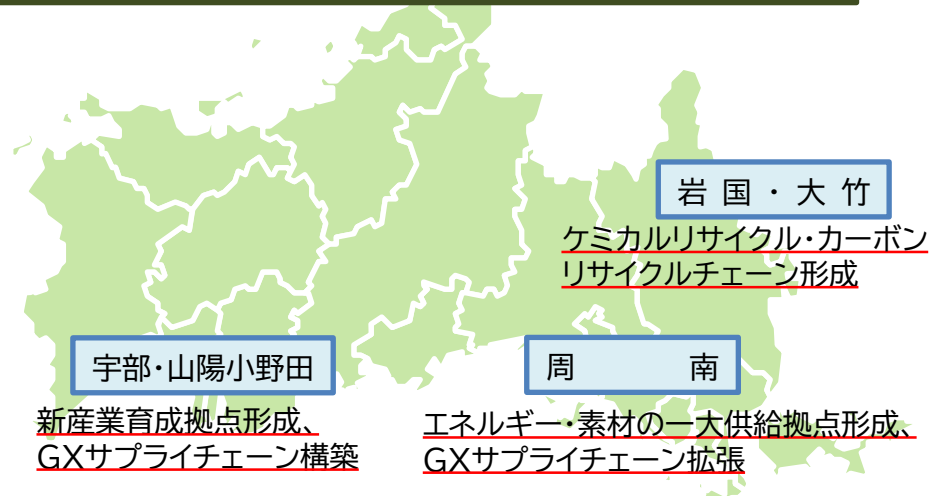 岩国・大竹
ケミカルリサイクル・カーボン
リサイクルチェーン形成
宇部・山陽小野田
新産業育成拠点形成、
GXサプライチェーン構築
周南
エネルギー・素材の一大供給拠点形成、
GXサプライチェーン拡張